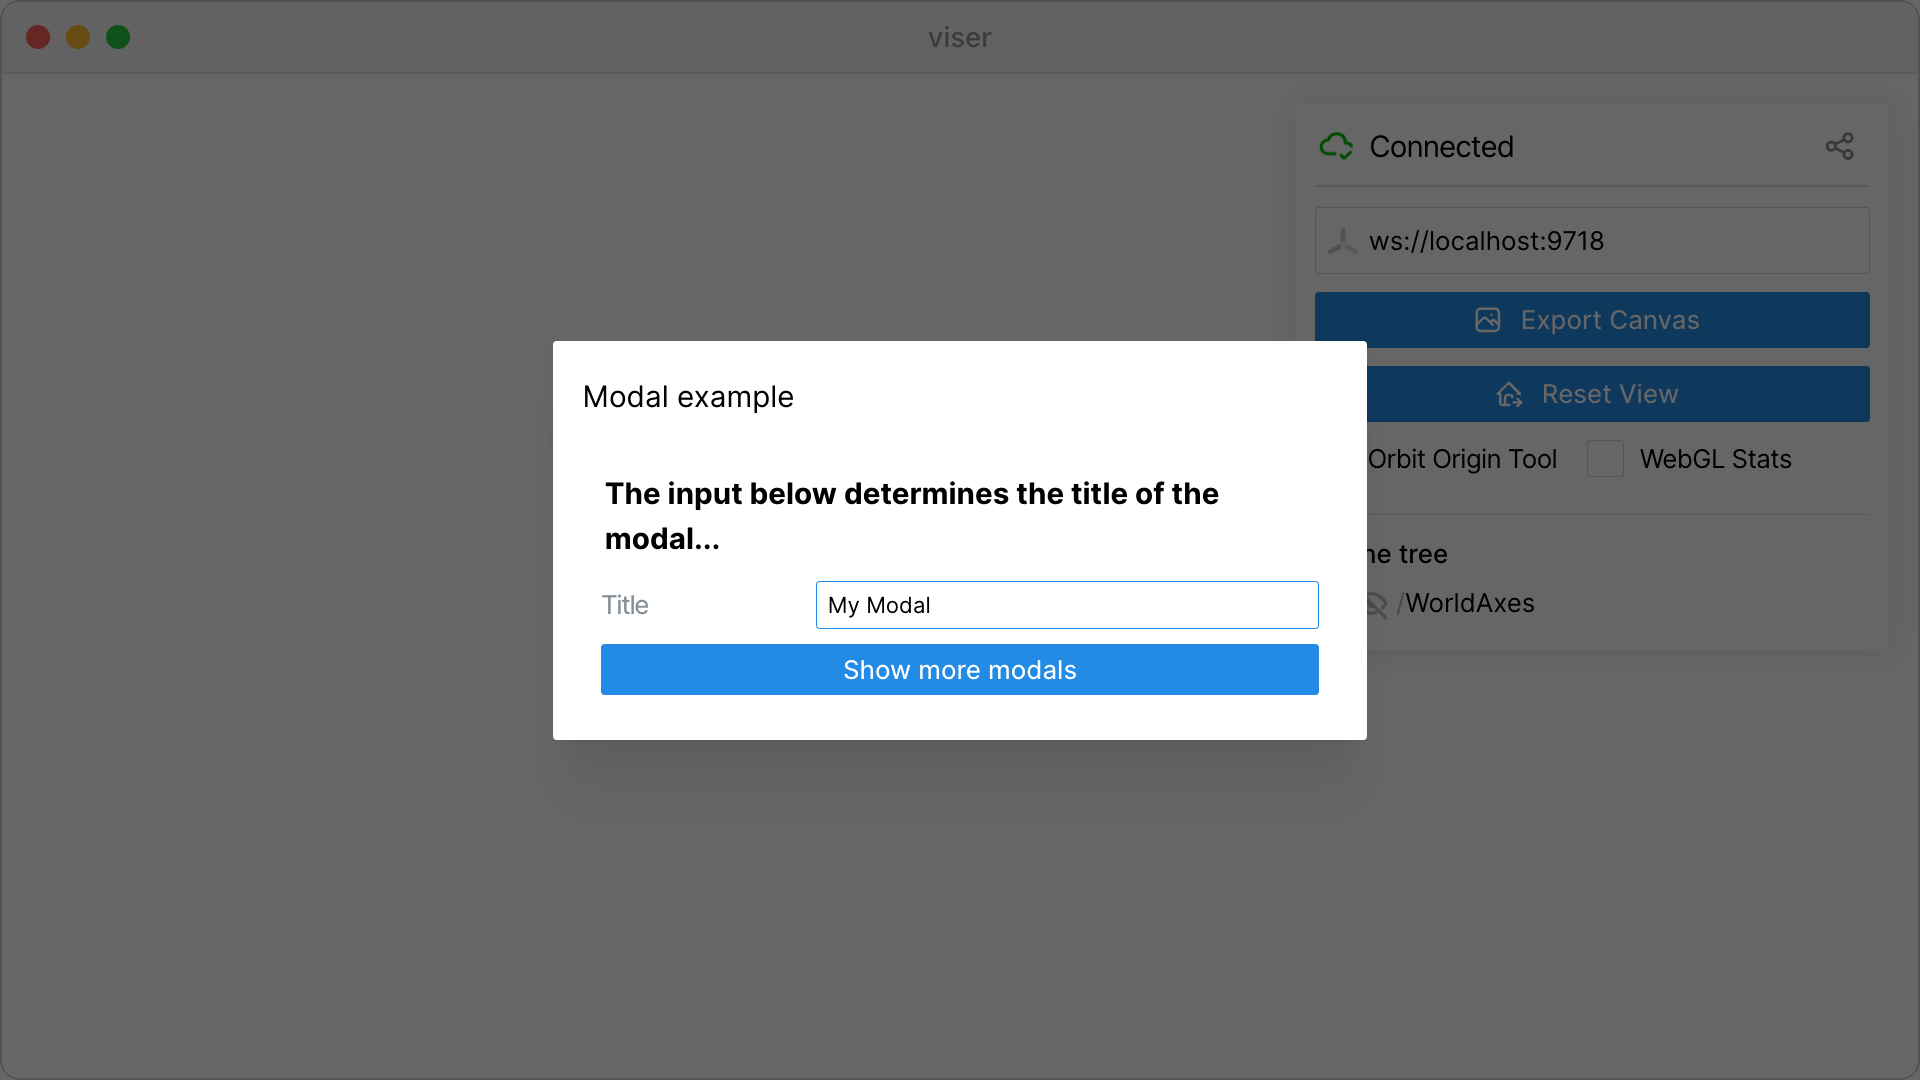 viser
Connected
ws://localhost:9718
Export Canvas
Reset View
Orbit Origin Tool
WebGL Stats
tree
/WorldAxes
Modal example
The input below determines the title of the
modal...
Title
My Modal
Show more modals